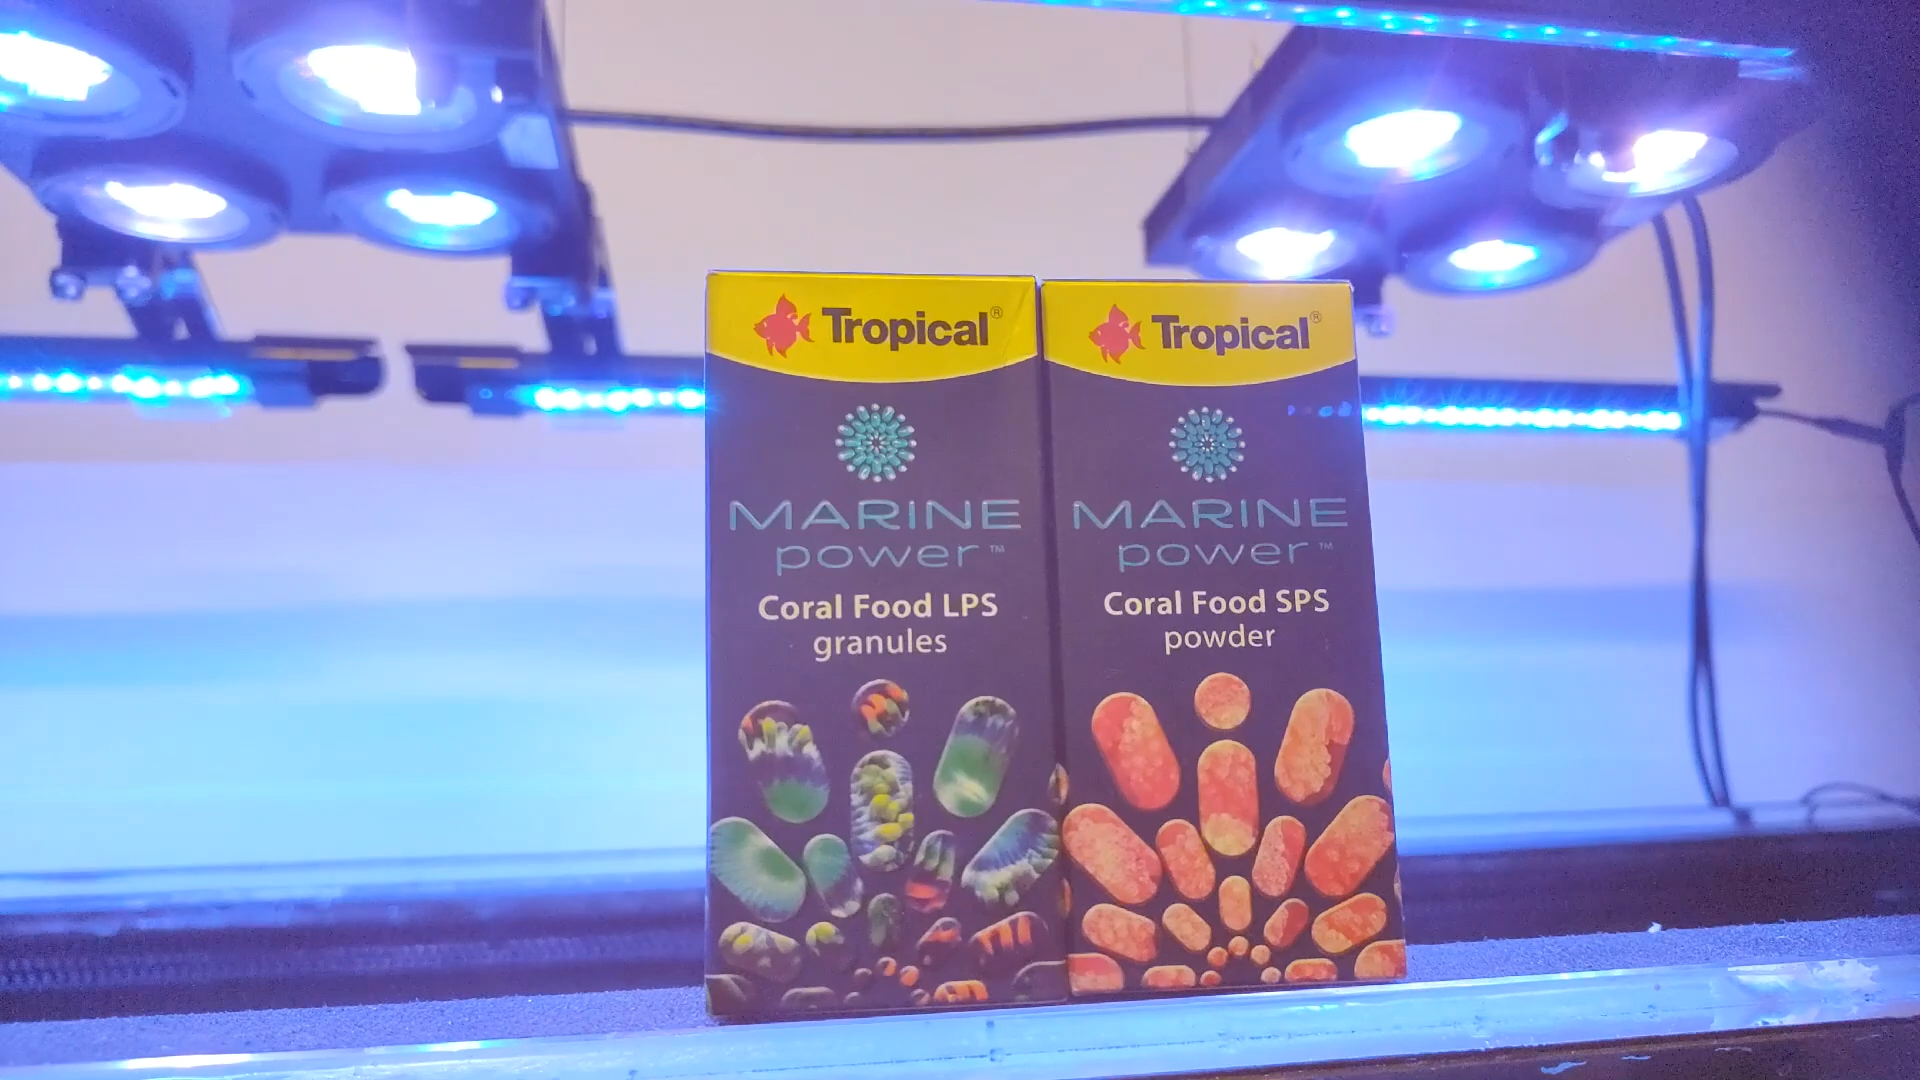 Tropical®
MARINE
power™
Coral Food LPS
granules
Tropical®
MARINE
power™
Coral Food SPS
powder